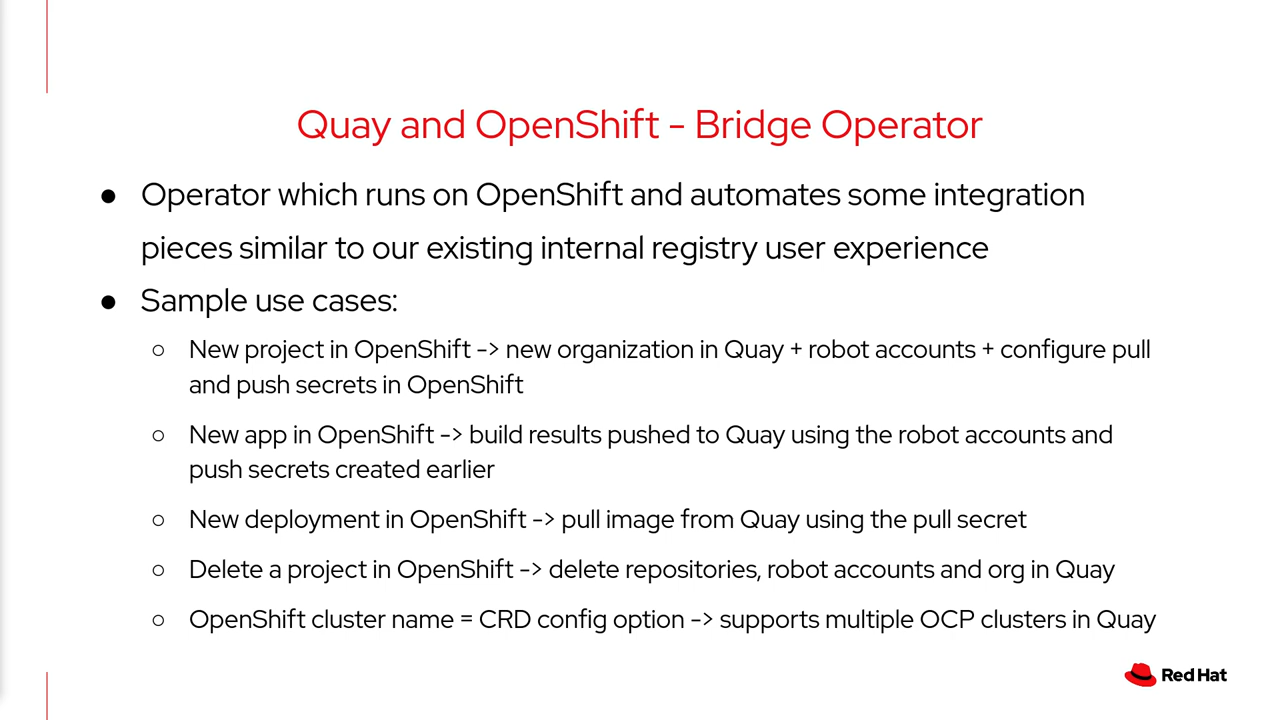 Quay and OpenShift - Bridge Operator
● Operator which runs on OpenShift and automates some integration
pieces similar to our existing internal registry user experience
● Sample use cases:
○ New project in OpenShift -> new organization in Quay + robot accounts + configure pull
and push secrets in OpenShift
○ New app in OpenShift -> build results pushed to Quay using the robot accounts and
push secrets created earlier
○ New deployment in OpenShift -> pull image from Quay using the pull secret
○ Delete a project in OpenShift -> delete repositories, robot accounts and org in Quay
○ OpenShift cluster name = CRD config option -> supports multiple OCP clusters in Quay
Red Hat